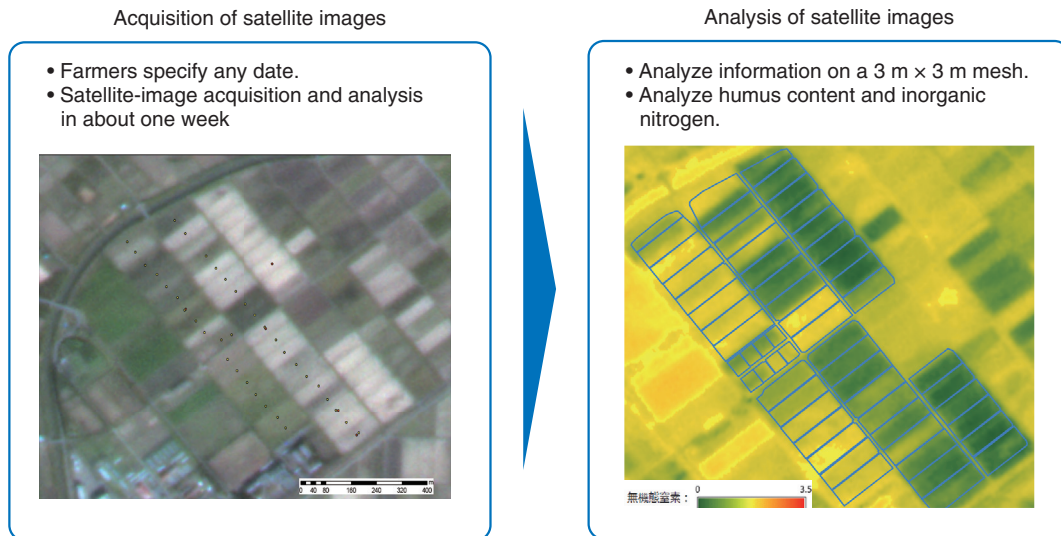 Acquisition of satellite images
• Farmers specify any date.
• Satellite-image acquisition and analysis
in about one week
0 40 80 160 240 320 400
m
Analysis of satellite images
• Analyze information on a 3 m × 3 m mesh.
• Analyze humus content and inorganic
nitrogen.
無機態窒素：
0 3.5